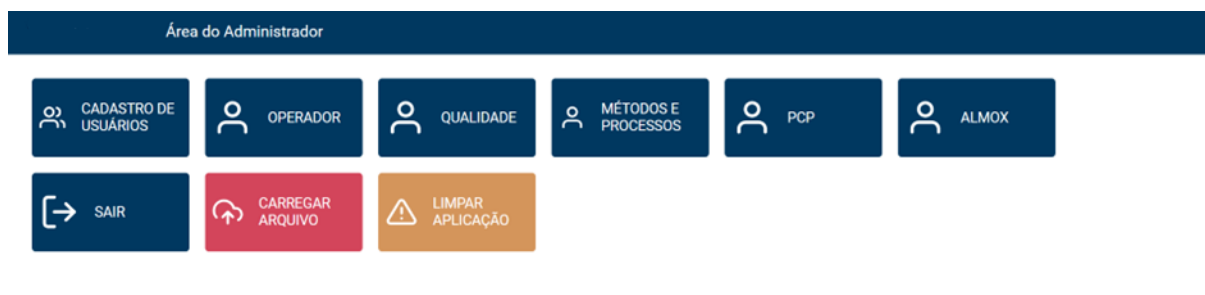 Área do Administrador
CADASTRO DE
USUÁRIOS
OPERADOR
QUALIDADE
MÉTODOS E
PROCESSOS
PCP
ALMOX
SAIR
CARREGAR
ARQUIVO
LIMPAR
APLICAÇÃO